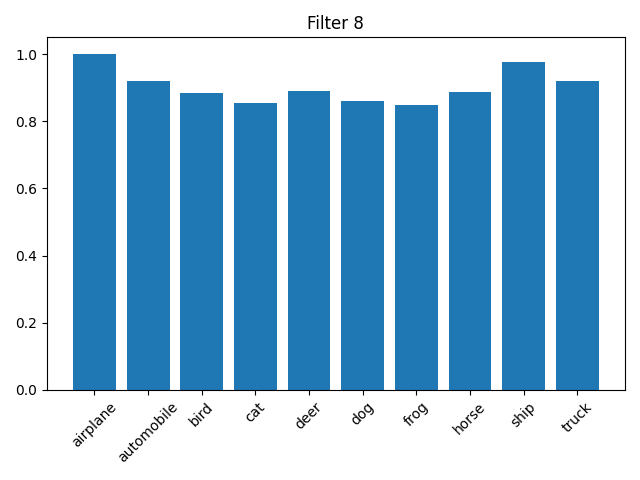 Filter 8
1.0
0.8
0.6
0.4
0.2
0.0
airplane
automobile
bird
cat
deer
dog
frog
horse
ship
truck